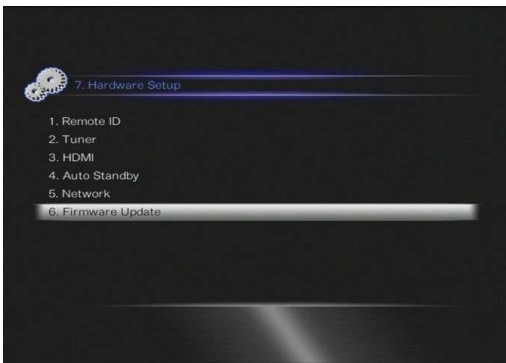 7. Hardware Setup
1. Remote ID
2. Tuner
3. HDMI
4. Auto Standby
5. Network
6. Firmware Update